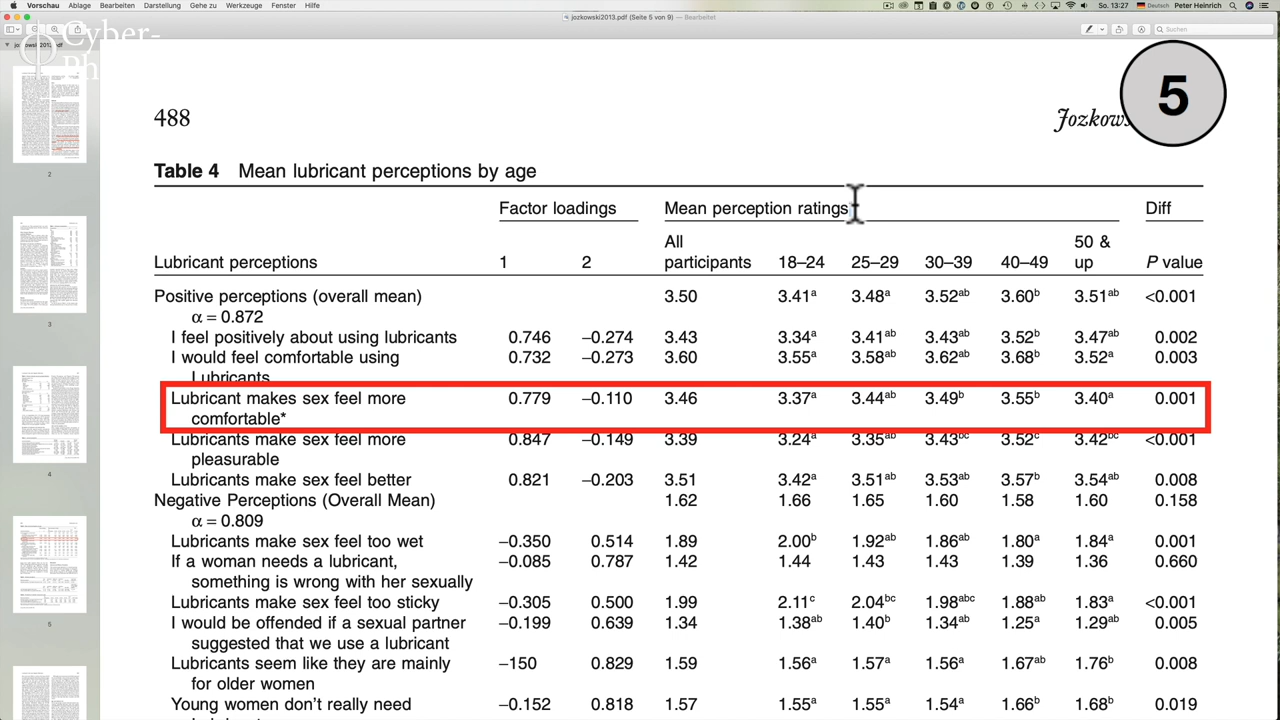 Vorschau Ablage Bearbeiten Darstellung Gehe zu Werkzeuge Fenster Hilfe Deutsch So. 13:27 Peter Heinrich
jozkowski2013.pdf (Seite 5 von 9) — Bearbeitet
Suchen
Cyber-
Ph
5
488
Jozkows
Table 4 Mean lubricant perceptions by age
Factor loadings Mean perception ratings Diff
Lubricant perceptions 1 2 All participants 18–24 25–29 30–39 40–49 50 & up P value
Positive perceptions (overall mean) 3.50 3.41a 3.48a 3.52ab 3.60b 3.51ab <0.001
α = 0.872
I feel positively about using lubricants 0.746 –0.274 3.43 3.34a 3.41ab 3.43ab 3.52b 3.47ab 0.002
I would feel comfortable using 0.732 –0.273 3.60 3.55a 3.58ab 3.62ab 3.68b 3.52a 0.003
Lubricants
Lubricant makes sex feel more 0.779 –0.110 3.46 3.37a 3.44ab 3.49b 3.55b 3.40a 0.001
comfortable*
Lubricants make sex feel more 0.847 –0.149 3.39 3.24a 3.35ab 3.43bc 3.52c 3.42bc <0.001
pleasurable
Lubricants make sex feel better 0.821 –0.203 3.51 3.42a 3.51ab 3.53ab 3.57b 3.54ab 0.008
Negative Perceptions (Overall Mean) 1.62 1.66 1.65 1.60 1.58 1.60 0.158
α = 0.809
Lubricants make sex feel too wet –0.350 0.514 1.89 2.00b 1.92ab 1.86ab 1.80a 1.84a 0.001
If a woman needs a lubricant, –0.085 0.787 1.42 1.44 1.43 1.43 1.39 1.36 0.660
something is wrong with her sexually
Lubricants make sex feel too sticky –0.305 0.500 1.99 2.11c 2.04bc 1.98abc 1.88ab 1.83a <0.001
I would be offended if a sexual partner –0.199 0.639 1.34 1.38ab 1.40b 1.34ab 1.25a 1.29ab 0.005
suggested that we use a lubricant
Lubricants seem like they are mainly –150 0.829 1.59 1.56a 1.57a 1.56a 1.67ab 1.76b 0.008
for older women
Young women don't really need –0.152 0.818 1.57 1.55a 1.55a 1.54a 1.66b 1.68b 0.019
2
3
4
5